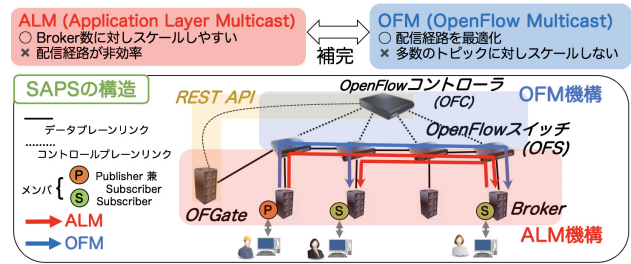 ALM (Application Layer Multicast)
○ Broker数に対しスケールしやすい
✖ 配信経路が非効率
補完
OFM (OpenFlow Multicast)
○ 配信経路を最適化
✖ 多数のトピックに対しスケールしない
SAPSの構造
データプレーンリンク
コントロールプレーンリンク
メンバ
P Publisher 兼
Subscriber
S Subscriber
ALM
OFM
REST API
OpenFlowコントローラ
(OFC)
OFM機構
OpenFlowスイッチ
(OFS)
OFGate
P
S
S
Broker
ALM機構